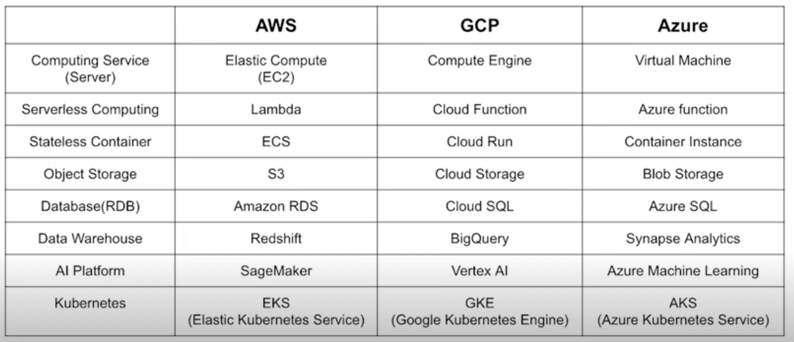 AWS GCP Azure
Computing Service Elastic Compute Compute Engine Virtual Machine
(Server) (EC2)
Serverless Computing Lambda Cloud Function Azure function
Stateless Container ECS Cloud Run Container Instance
Object Storage S3 Cloud Storage Blob Storage
Database(RDB) Amazon RDS Cloud SQL Azure SQL
Data Warehouse Redshift BigQuery Synapse Analytics
AI Platform SageMaker Vertex AI Azure Machine Learning
Kubernetes EKS GKE AKS
(Elastic Kubernetes Service) (Google Kubernetes Engine) (Azure Kubernetes Service)